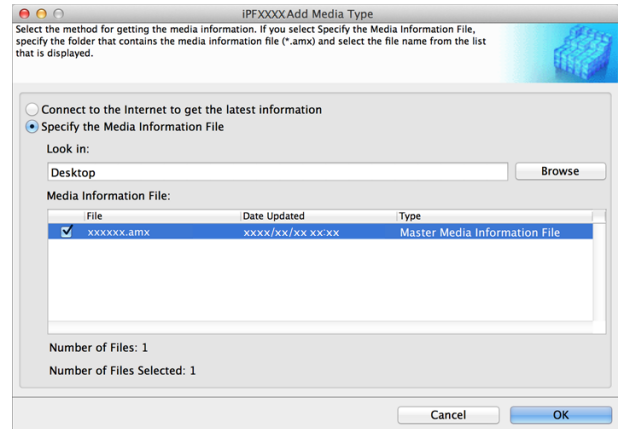 iPFXXXX Add Media Type
Select the method for getting the media information. If you select Specify the Media Information File,
specify the folder that contains the media information file (*.amx) and select the file name from the list
that is displayed.
Connect to the Internet to get the latest information
Specify the Media Information File
Look in:
Desktop Browse
Media Information File:
File Date Updated Type
xxxxxx.amx xxxx/xx/xx xx:xx Master Media Information File
Number of Files: 1
Number of Files Selected: 1
Cancel OK